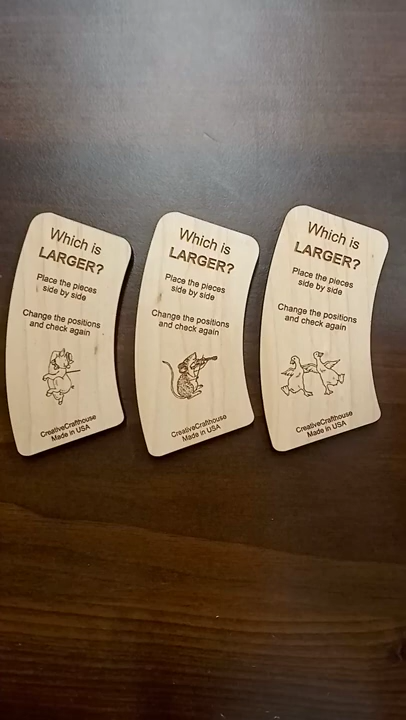 Which is
LARGER?
Place the pieces
side by side
Change the positions
and check again
CreativeCrafthouse
Made in USA
Which is
LARGER?
Place the pieces
side by side
Change the positions
and check again
CreativeCrafthouse
Made in USA
Which is
LARGER?
Place the pieces
side by side
Change the positions
and check again
CreativeCrafthouse
Made in USA